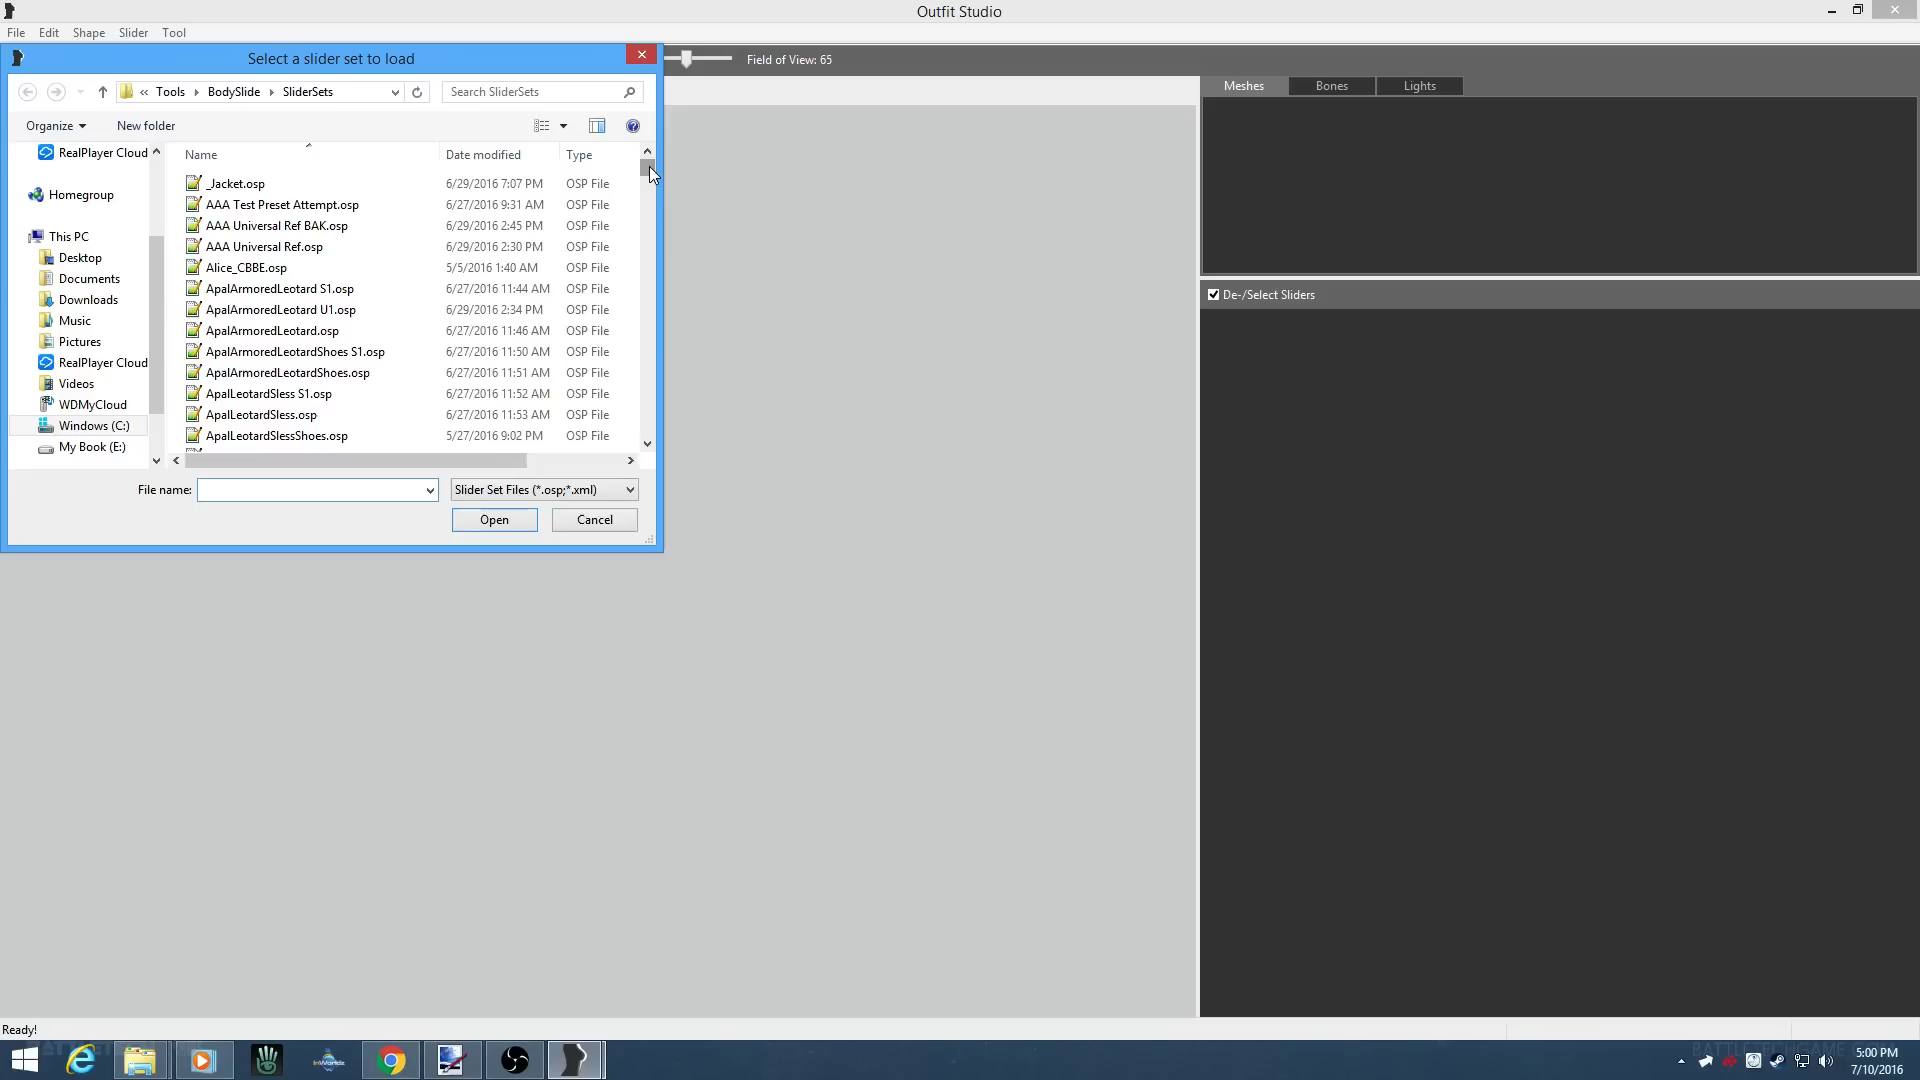 Outfit Studio
File Edit Shape Slider Tool
Select a slider set to load
Field of View: 65
« Tools BodySlide SliderSets
Search SliderSets
Meshes Bones Lights
Organize New folder
Name Date modified Type
RealPlayer Cloud
Homegroup
This PC
Desktop
Documents
Downloads
Music
Pictures
RealPlayer Cloud
Videos
WDMyCloud
Windows (C:)
My Book (E:)
_Jacket.osp 6/29/2016 7:07 PM OSP File
AAA Test Preset Attempt.osp 6/27/2016 9:31 AM OSP File
AAA Universal Ref BAK.osp 6/29/2016 2:45 PM OSP File
AAA Universal Ref.osp 6/29/2016 2:30 PM OSP File
Alice_CBBE.osp 5/5/2016 1:40 AM OSP File
ApalArmoredLeotard S1.osp 6/27/2016 11:44 AM OSP File
ApalArmoredLeotard U1.osp 6/29/2016 2:34 PM OSP File
ApalArmoredLeotard.osp 6/27/2016 11:46 AM OSP File
ApalArmoredLeotardShoes S1.osp 6/27/2016 11:50 AM OSP File
ApalArmoredLeotardShoes.osp 6/27/2016 11:51 AM OSP File
ApalLeotardSless S1.osp 6/27/2016 11:52 AM OSP File
ApalLeotardSless.osp 6/27/2016 11:53 AM OSP File
ApalLeotardSlessShoes.osp 5/27/2016 9:02 PM OSP File
De-/Select Sliders
File name:
Slider Set Files (*.osp;*.xml)
Open Cancel
Ready!
InWorldz
5:00 PM
7/10/2016